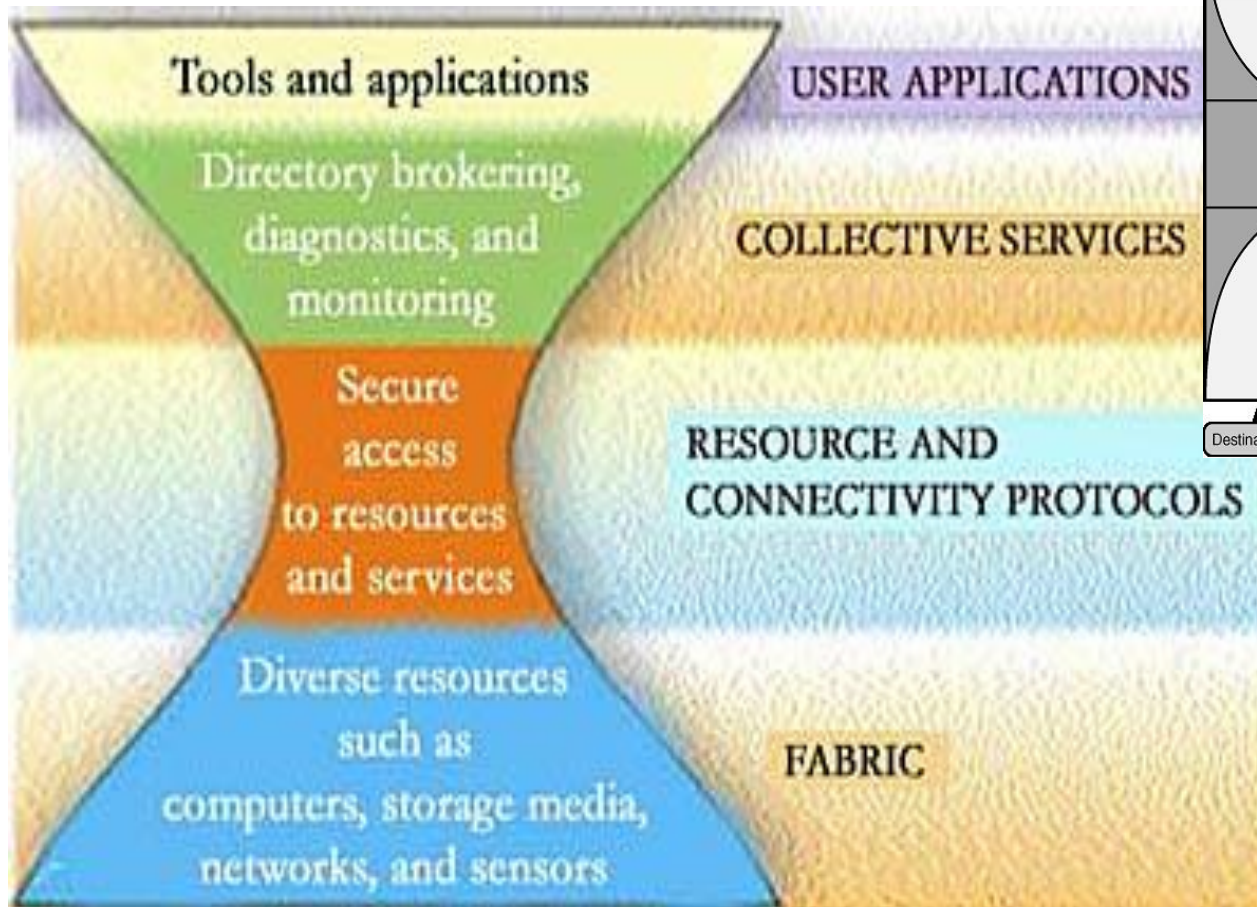 Tools and applications
USER APPLICATIONS
Directory brokering,
diagnostics, and
monitoring
COLLECTIVE SERVICES
Secure
access
to resources
and services
RESOURCE AND
CONNECTIVITY PROTOCOLS
Diverse resources
such as
computers, storage media,
networks, and sensors
FABRIC